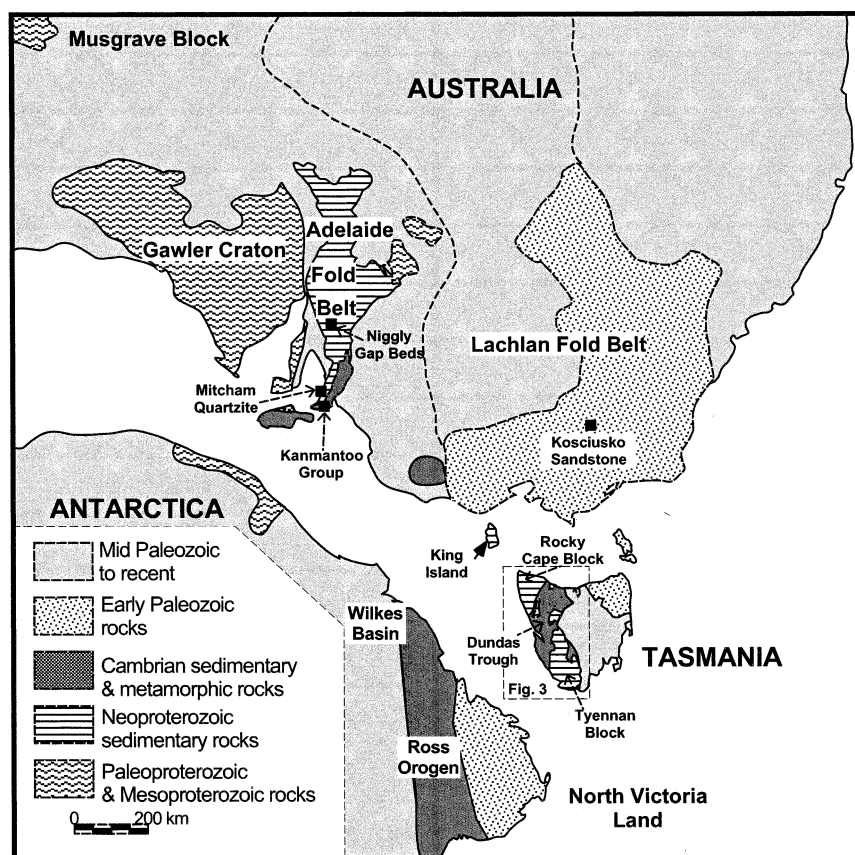 Musgrave Block
AUSTRALIA
Adelaide
Gawler Craton
Fold
Belt
Niggly
Gap Beds
Lachlan Fold Belt
Mitcham
Quartzite
Kosciusko
Sandstone
Kanmantoo
Group
ANTARCTICA
Mid Paleozoic
to recent
Early Paleozoic
rocks
Cambrian sedimentary
& metamorphic rocks
Neoproterozoic
sedimentary rocks
Paleoproterozoic
& Mesoproterozoic rocks
0 200 km
King
Island
Rocky
Cape Block
Wilkes
Basin
Dundas
Trough
TASMANIA
Fig. 3
Tyennan
Block
Ross
Orogen
North Victoria
Land